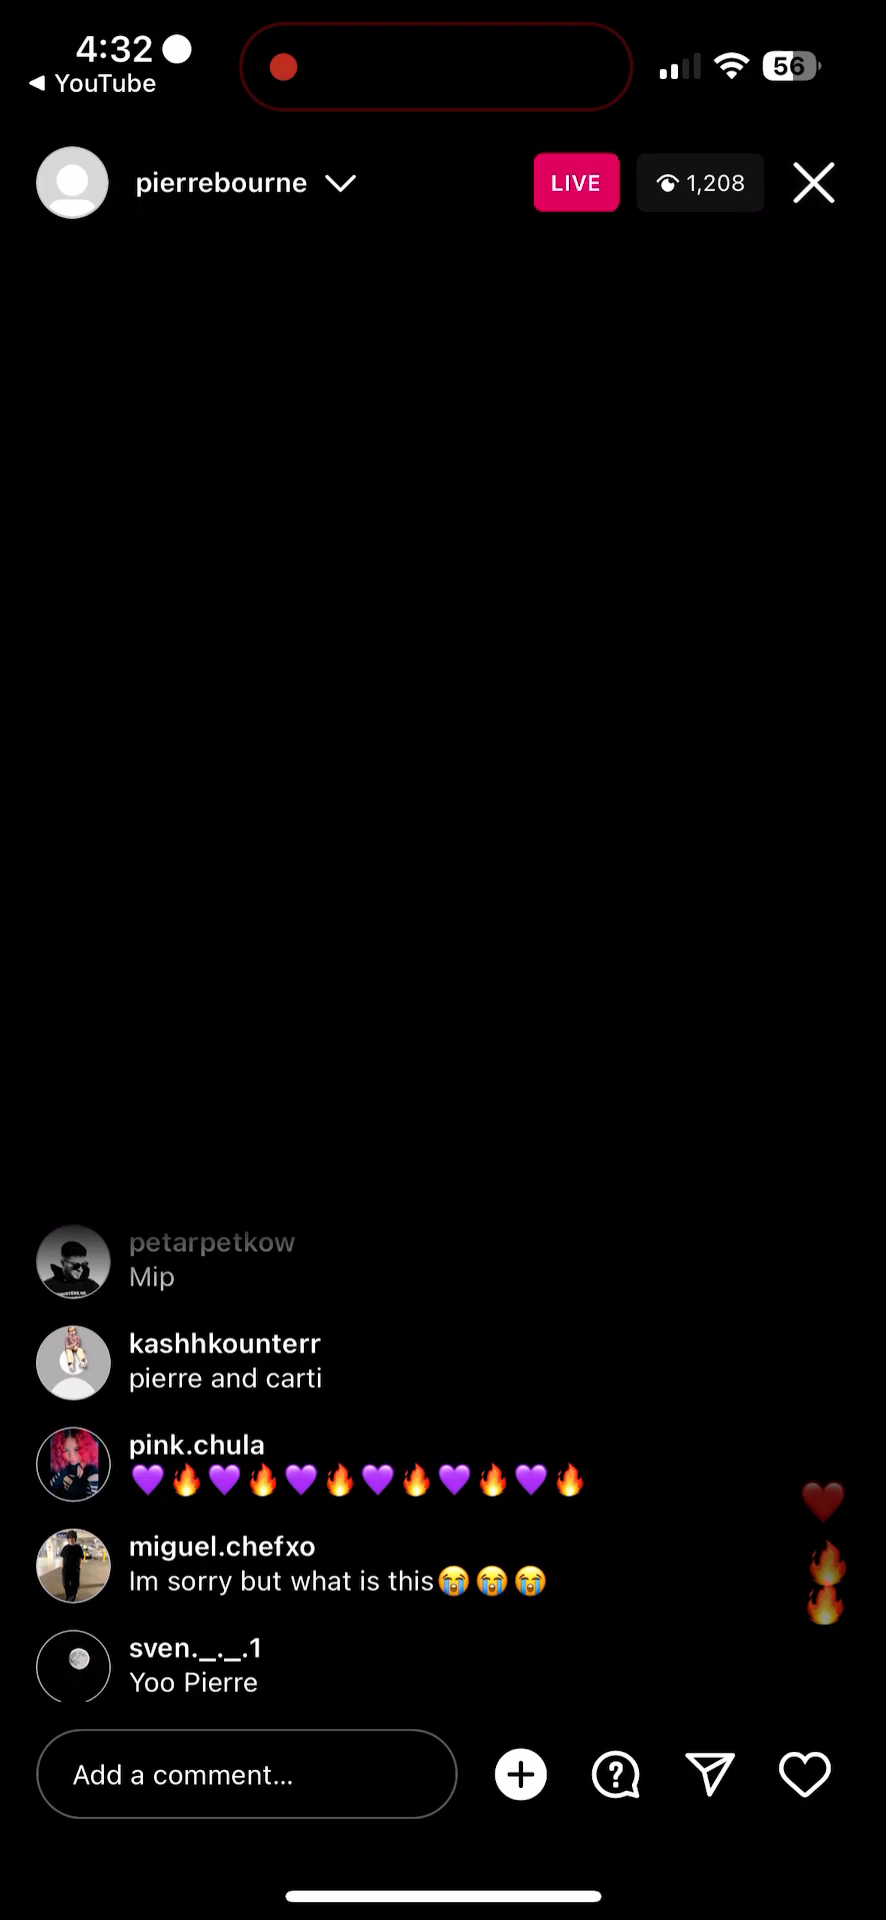 4:32
◀ YouTube
56
pierrebourne
LIVE
1,208
petarpetkow
Mip
kashhkounterr
pierre and carti
pink.chula
💜🔥💜🔥💜🔥💜🔥💜🔥💜🔥
miguel.chefxo
Im sorry but what is this😭😭😭
sven._._.1
Yoo Pierre
Add a comment...